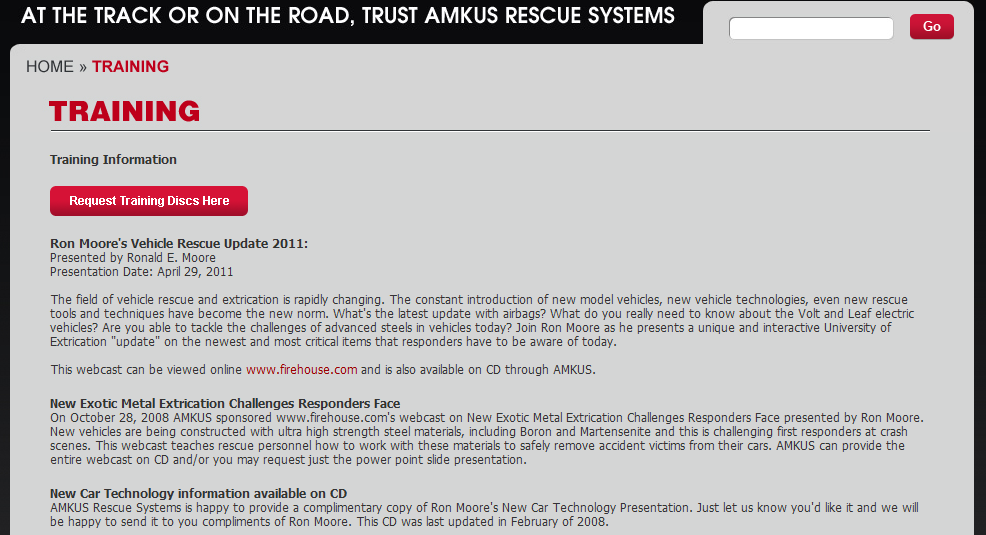 AT THE TRACK OR ON THE ROAD, TRUST AMKUS RESCUE SYSTEMS
Go
HOME » TRAINING
TRAINING
Training Information
Request Training Discs Here
Ron Moore's Vehicle Rescue Update 2011:
Presented by Ronald E. Moore
Presentation Date: April 29, 2011
The field of vehicle rescue and extrication is rapidly changing. The constant introduction of new model vehicles, new vehicle technologies, even new rescue
tools and techniques have become the new norm. What's the latest update with airbags? What do you really need to know about the Volt and Leaf electric
vehicles? Are you able to tackle the challenges of advanced steels in vehicles today? Join Ron Moore as he presents a unique and interactive University of
Extrication "update" on the newest and most critical items that responders have to be aware of today.
This webcast can be viewed online www.firehouse.com and is also available on CD through AMKUS.
New Exotic Metal Extrication Challenges Responders Face
On October 28, 2008 AMKUS sponsored www.firehouse.com's webcast on New Exotic Metal Extrication Challenges Responders Face presented by Ron Moore.
New vehicles are being constructed with ultra high strength steel materials, including Boron and Martensenite and this is challenging first responders at crash
scenes. This webcast teaches rescue personnel how to work with these materials to safely remove accident victims from their cars. AMKUS can provide the
entire webcast on CD and/or you may request just the power point slide presentation.
New Car Technology information available on CD
AMKUS Rescue Systems is happy to provide a complimentary copy of Ron Moore's New Car Technology Presentation. Just let us know you'd like it and we will
be happy to send it to you compliments of Ron Moore. This CD was last updated in February of 2008.